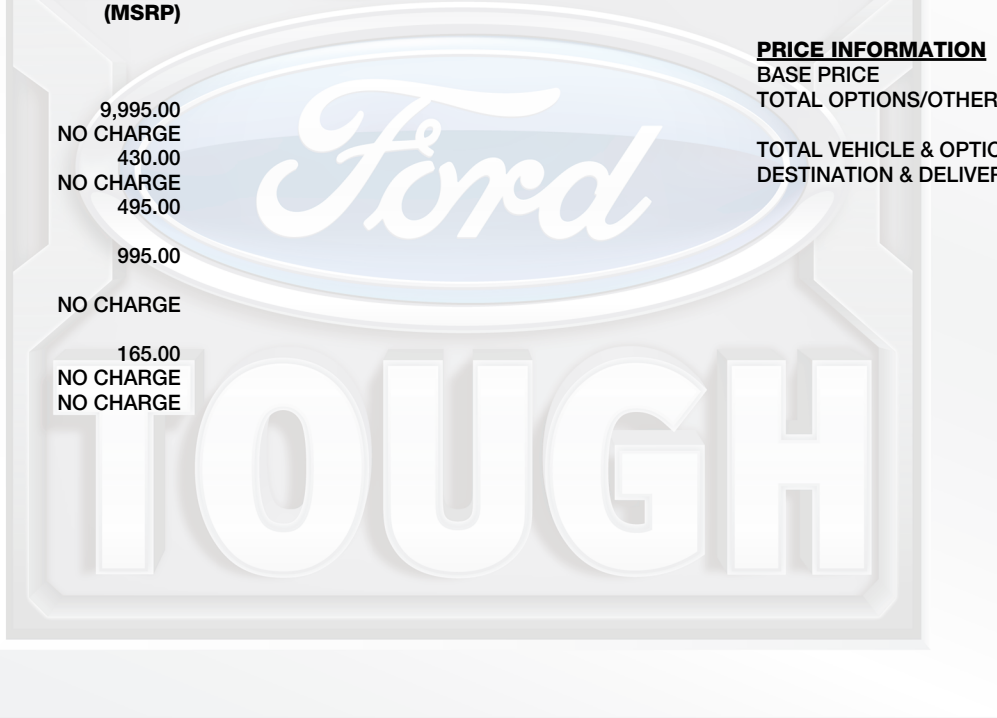 (MSRP)
9,995.00
NO CHARGE
430.00
NO CHARGE
495.00
995.00
NO CHARGE
165.00
NO CHARGE
NO CHARGE
PRICE INFORMATION
BASE PRICE
TOTAL OPTIONS/OTHER
TOTAL VEHICLE & OPTIO
DESTINATION & DELIVER
Ford
TOUGH